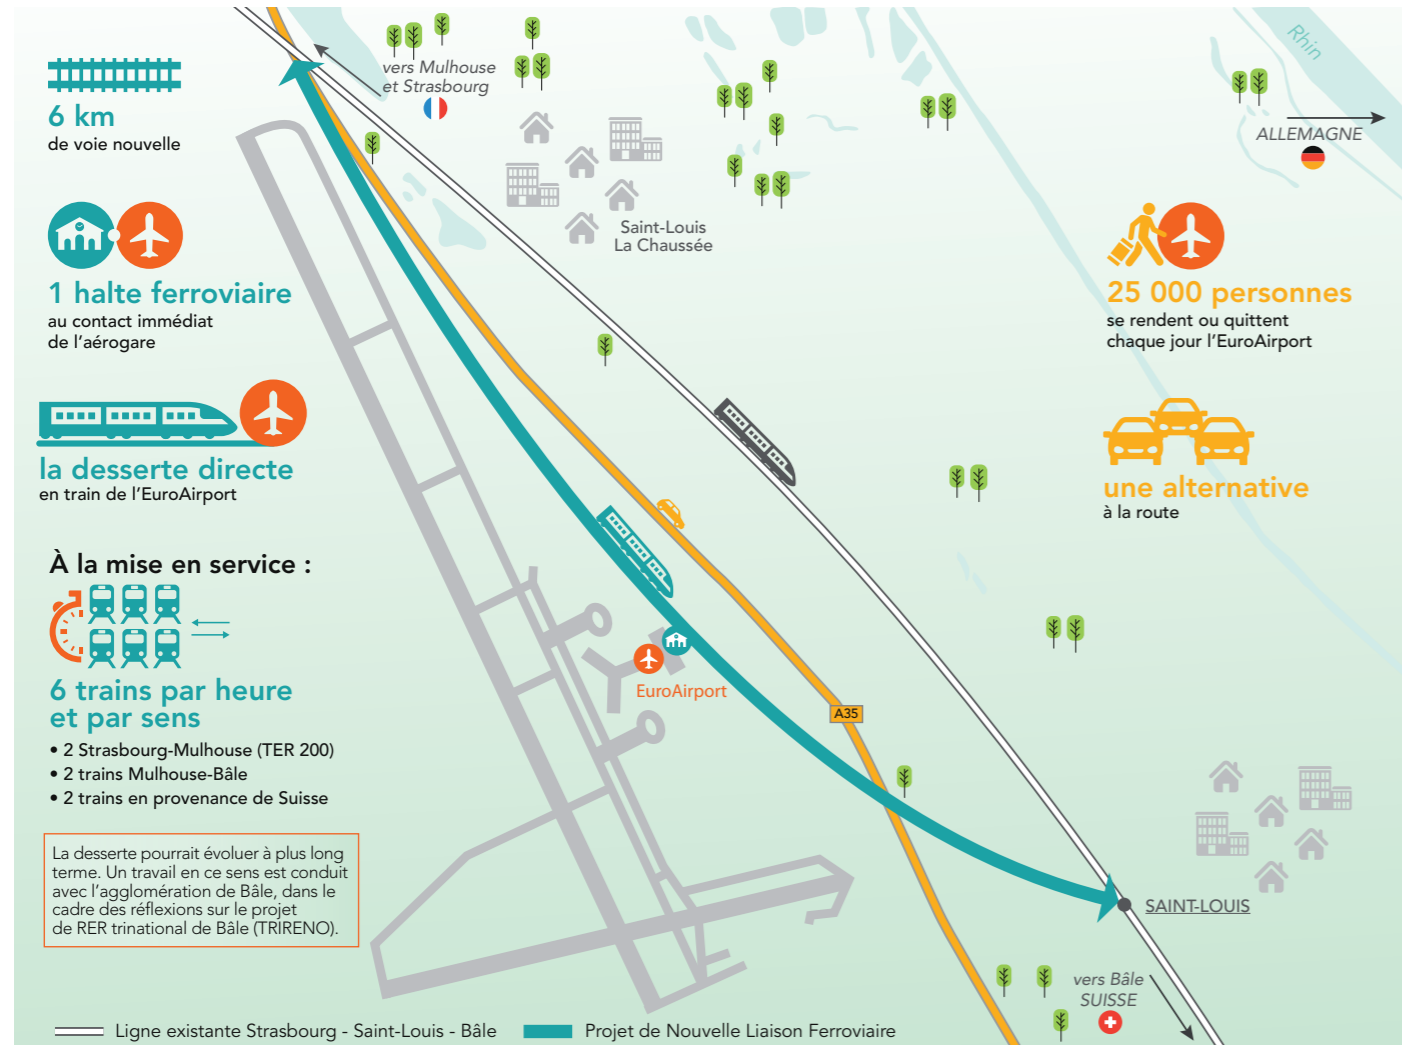 6 km
de voie nouvelle
1 halte ferroviaire
au contact immédiat
de l'aérogare
la desserte directe
en train de l'EuroAirport
À la mise en service :
6 trains par heure
et par sens
• 2 Strasbourg-Mulhouse (TER 200)
• 2 trains Mulhouse-Bâle
• 2 trains en provenance de Suisse
La desserte pourrait évoluer à plus long
terme. Un travail en ce sens est conduit
avec l'agglomération de Bâle, dans le
cadre des réflexions sur le projet
de RER trinational de Bâle (TRIRENO).
vers Mulhouse
et Strasbourg
Saint-Louis
La Chaussée
EuroAirport
A35
Rhin
ALLEMAGNE
25 000 personnes
se rendent ou quittent
chaque jour l'EuroAirport
une alternative
à la route
SAINT-LOUIS
vers Bâle
SUISSE
Ligne existante Strasbourg - Saint-Louis - Bâle
Projet de Nouvelle Liaison Ferroviaire